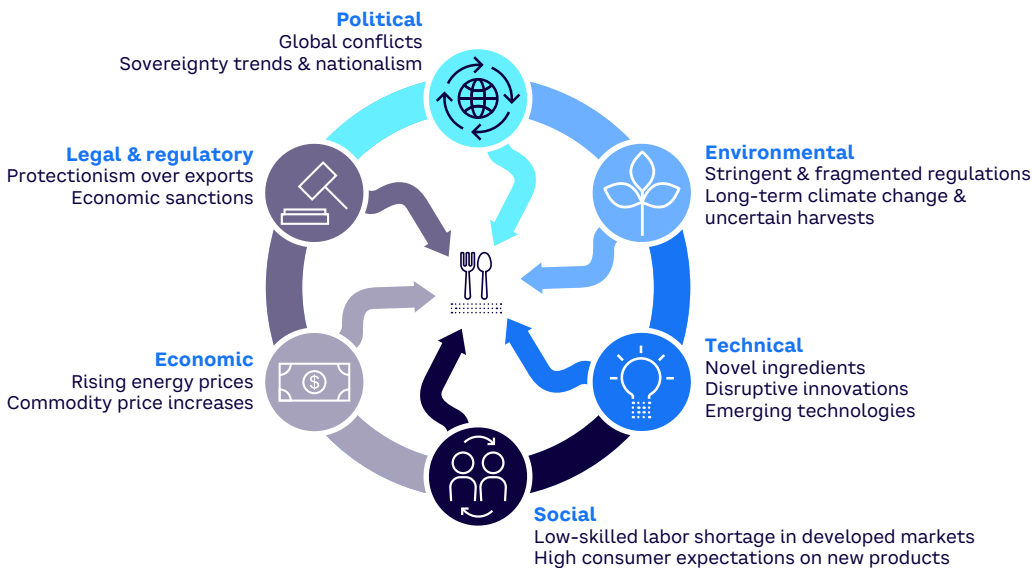 Political
Global conflicts
Sovereignty trends & nationalism
Environmental
Stringent & fragmented regulations
Long-term climate change &
uncertain harvests
Technical
Novel ingredients
Disruptive innovations
Emerging technologies
Social
Low-skilled labor shortage in developed markets
High consumer expectations on new products
Economic
Rising energy prices
Commodity price increases
$
Legal & regulatory
Protectionism over exports
Economic sanctions